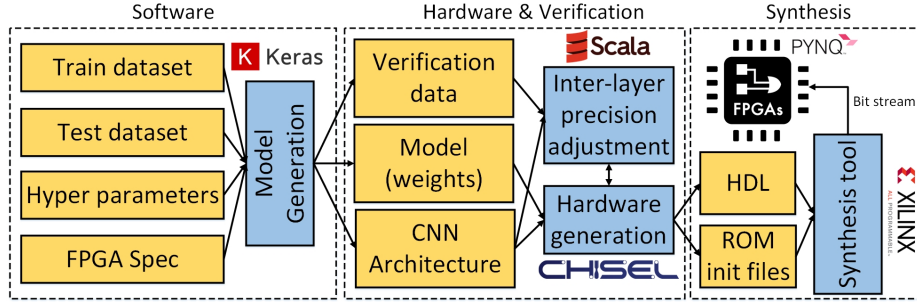 Software
Train dataset
Test dataset
Hyper parameters
FPGA Spec
K Keras
Model
Generation
Hardware & Verification
Verification
data
Model
(weights)
CNN
Architecture
Scala
Inter-layer
precision
adjustment
Hardware
generation
CHISEL
Synthesis
PYNQ
FPGAs
Bit stream
HDL
ROM
init files
Synthesis tool
XILINX
ALL PROGRAMMABLE